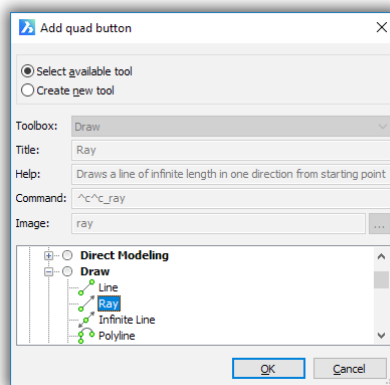 Add quad button
Select available tool
Create new tool
Toolbox: Draw
Title: Ray
Help: Draws a line of infinite length in one direction from starting point
Command: ^c^c_ray
Image: ray ...
Direct Modeling
Draw
Line
Ray
Infinite Line
Polyline
OK Cancel